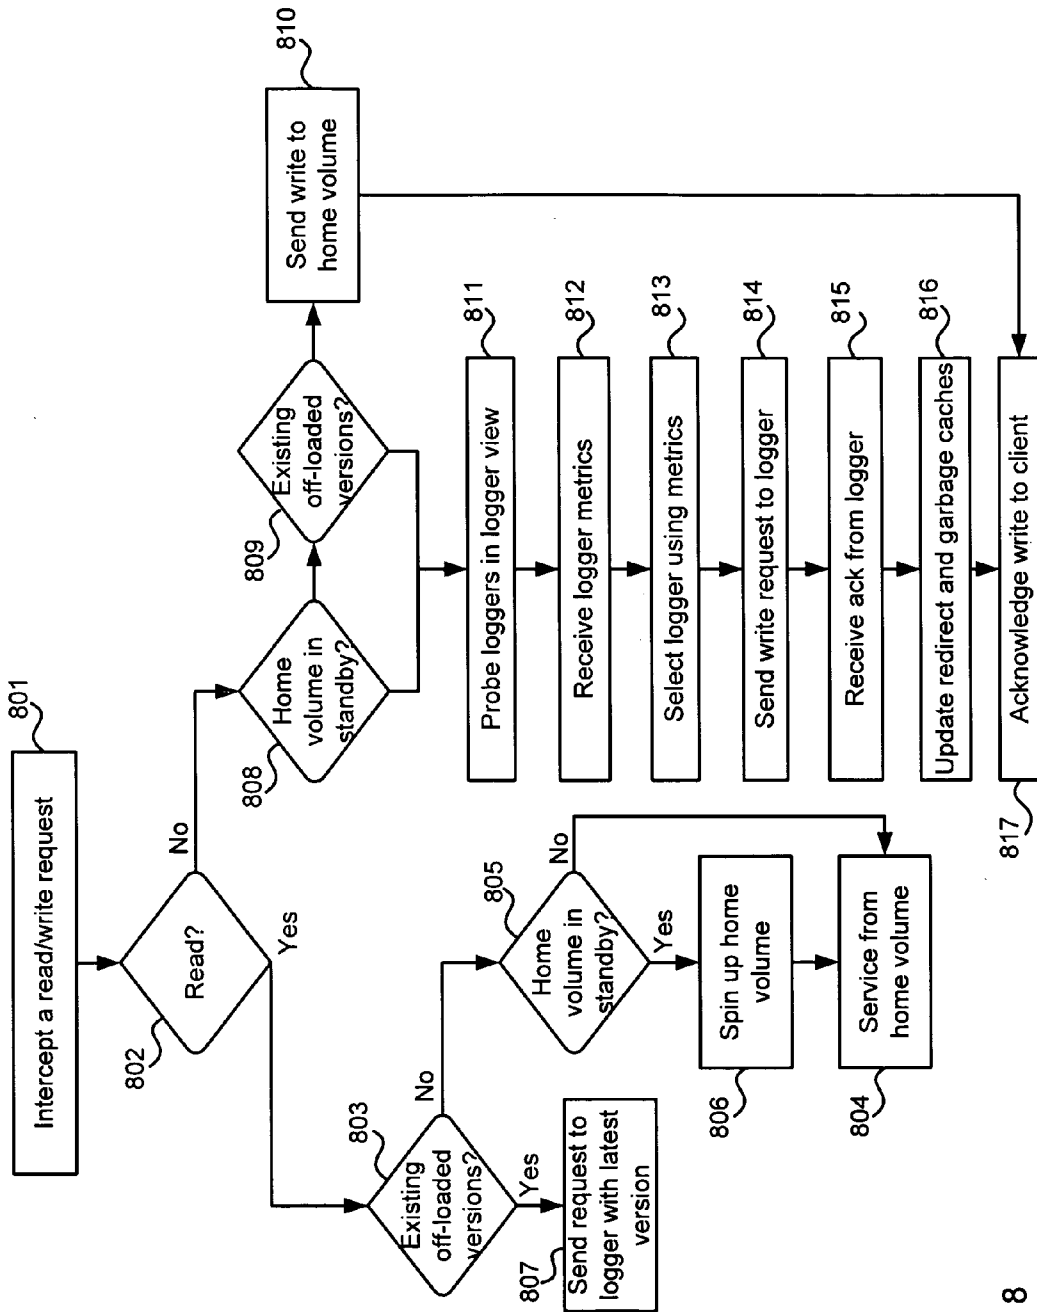 801
Intercept a read/write request
802
Read?
No
Yes
803
Existing
off-loaded
versions?
No
Yes
807
Send request to
logger with latest
version
805
Home
volume in
standby?
No
Yes
806
Spin up home
volume
804
Service from
home volume
808
Home
volume in
standby?
809
Existing
off-loaded
versions?
810
Send write to
home volume
811
Probe loggers in logger view
812
Receive logger metrics
813
Select logger using metrics
814
Send write request to logger
815
Receive ack from logger
816
Update redirect and garbage caches
817
Acknowledge write to client
8